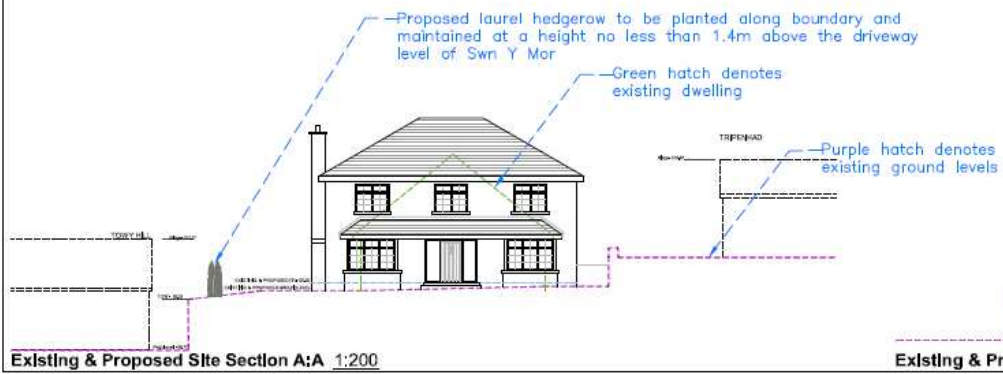 Proposed laurel hedgerow to be planted along boundary and
maintained at a height no less than 1.4m above the driveway
level of Swn Y Mor
Green hatch denotes
existing dwelling
TRIPENHAD
Purple hatch denotes
existing ground levels
TOWY HILL
Existing & Proposed Site Section A:A 1:200
Existing & Pr